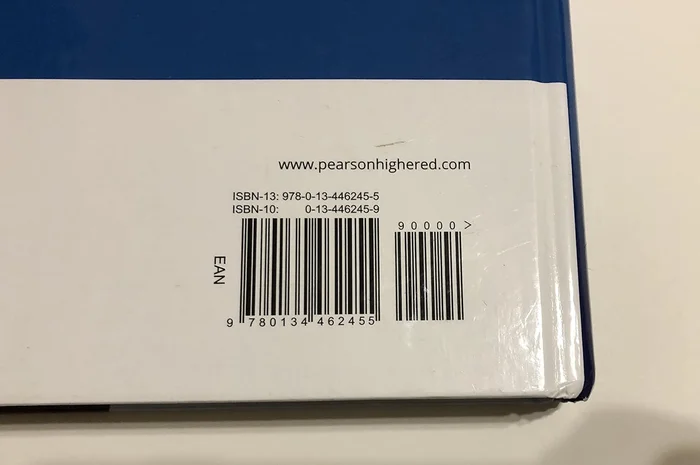 www.pearsonhighered.com
ISBN-13: 978-0-13-446245-5
ISBN-10: 0-13-446245-9
90000>
EAN
9 780134 462455